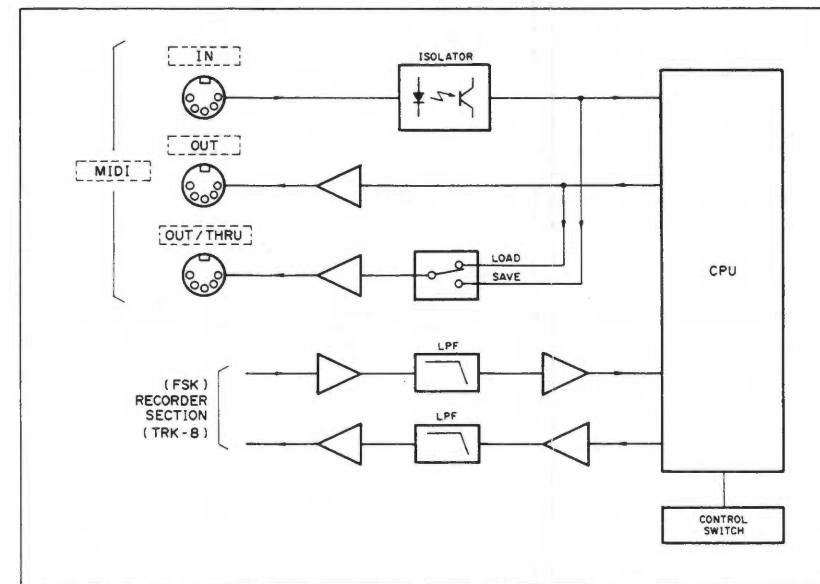 IN
ISOLATOR
OUT
MIDI
OUT/THRU
LOAD
SAVE
CPU
LPF
(FSK)
RECORDER
SECTION
(TRK-8)
LPF
CONTROL
SWITCH